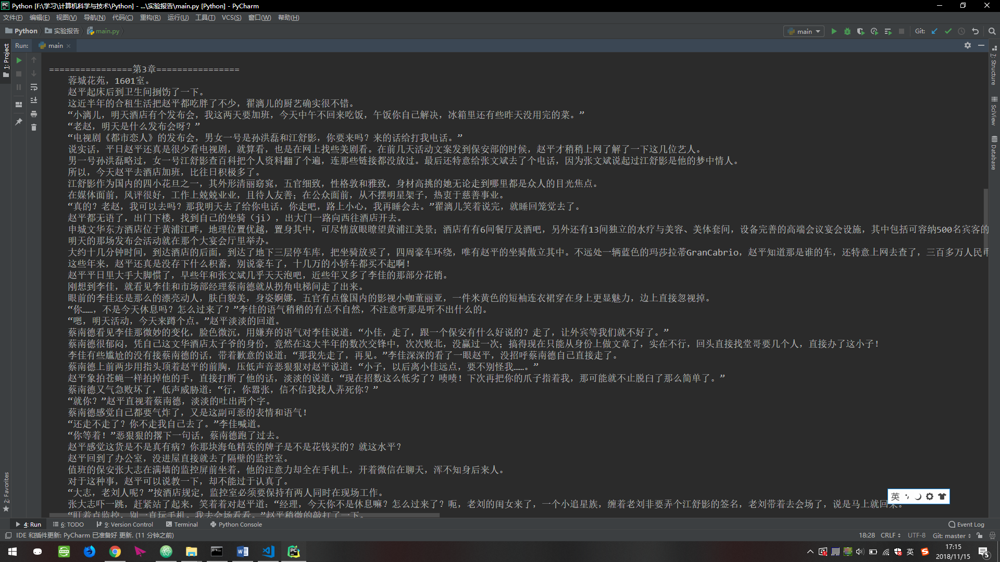 Python [F:\学习\计算机科学与技术\Python] - ...\实验报告\main.py [Python] - PyCharm
文件(F) 编辑(E) 视图(V) 导航(N) 代码(C) 重构(R) 运行(U) 工具(T) VCS(S) 窗口(W) 帮助(H)
Python 实验报告 main.py main Git:
Run: main
1: Project
7: Structure
SciView
Database
2: Favorites
================第3章================
蓉城花苑，1601室。
赵平起床后到卫生间捯饬了一下。
这近半年的合租生活把赵平都吃胖了不少，翟漓儿的厨艺确实很不错。
“小漓儿，明天酒店有个发布会，我这两天要加班，今天中午不回来吃饭，午饭你自己解决，冰箱里还有些昨天没用完的菜。”
“老赵，明天是什么发布会呀？”
“电视剧《都市恋人》的发布会，男女一号是孙洪磊和江舒影，你要来吗？来的话给打我电话。”
说实话，平日赵平还真是很少看电视剧，就算看，也是在网上找些美剧看。在前几天活动文案发到保安部的时候，赵平才稍稍上网了解了一下这几位艺人。
男一号孙洪磊略过，女一号江舒影查百科把个人资料翻了个遍，连那些链接都没放过。最后还特意给张文斌去了个电话，因为张文斌说起过江舒影是他的梦中情人。
所以，今天赵平去酒店加班，比往日积极多了。
江舒影作为国内的四小花旦之一，其外形清丽窈窕，五官细致，性格敦和雅致，身材高挑的她无论走到哪里都是众人的目光焦点。
在媒体面前，风评很好，工作上兢兢业业，且待人友善；在公众面前，从不摆明星架子，热衷于慈善事业。
“真的？老赵，我可以去吗？那我明天去了给你电话，你走吧，路上小心，我再睡会去。”翟漓儿笑着说完，就睡回笼觉去了。
赵平都无语了，出门下楼，找到自己的坐骑（ji），出大门一路向西往酒店开去。
申城文华东方酒店位于黄浦江畔，地理位置优越，置身其中，可尽情放眼瞭望黄浦江美景；酒店有有6间餐厅及酒吧，另外还有13间独立的水疗与美容、美体套间，设备完善的高端会议宴会设施，其中包括可容纳500名宾客的
明天的那场发布会活动就在那个大宴会厅里举办。
大约十几分钟时间，到达酒店的后面，到达了地下三层停车库，把坐骑放妥了，四周豪车环绕，唯有赵平的坐骑傲立其中。不远处一辆蓝色的玛莎拉蒂GranCabrio，赵平知道那是谁的车，还特意上网去查了，三百多万人民币
这些年来，赵平还真是没存下什么积蓄，别说豪车了，十几万的小轿车都买不起啊！
赵平平日里大手大脚惯了，早些年和张文斌几乎天天泡吧，近些年又多了李佳的那部分花销。
刚想到李佳，就看见李佳和市场部经理蔡南德就从拐角电梯间走了出来。
眼前的李佳还是那么的漂亮动人，肤白貌美，身姿婀娜，五官有点像国内的影视小咖董丽亚，一件米黄色的短袖连衣裙穿在身上更显魅力，边上直接忽视掉。
“你……，不是今天休息吗？怎么过来了？”李佳的语气稍稍的有点不自然，不注意听那是听不出什么的。
“嗯，明天活动，今天来蹲个点。”赵平淡淡的回道。
蔡南德看见李佳那微妙的变化，脸色微沉，用嫌弃的语气对李佳说道：“小佳，走了，跟一个保安有什么好说的？走了，让外宾等我们就不好了。”
蔡南德很郁闷，凭自己这文华酒店太子爷的身份，竟然在这大半年的数次交锋中，次次败北，没赢过一次；搞得现在只能从身份上做文章了，实在不行，回头直接找堂哥要几个人，直接办了这小子！
李佳有些尴尬的没有接蔡南德的话，带着歉意的说道：“那我先走了，再见。”李佳深深的看了一眼赵平，没招呼蔡南德自己直接走了。
蔡南德上前两步用指头顶着赵平的前胸，压低声音恶狠狠对赵平说道：“小子，以后离小佳远点，要不别怪我……。”
赵平象拍苍蝇一样拍掉他的手，直接打断了他的话，淡淡的说道：“现在招数这么低劣了？啧啧！下次再把你的爪子指着我，那可能就不止脱臼了那么简单了。”
蔡南德又气急败坏了，低声威胁道：“行，你嚣张，信不信我找人弄死你？”
“就你？”赵平直视着蔡南德，淡淡的吐出两个字。
蔡南德感觉自己都要气炸了，又是这副可恶的表情和语气！
“还走不走了？你不走我自己去了。”李佳喊道。
“你等着！”恶狠狠的撂下一句话，蔡南德跑了过去。
赵平感觉这货是不是真有病？你那块海龟精英的牌子是不是花钱买的？就这水平？
赵平回到了办公室，没进屋直接就去了隔壁的监控室。
值班的保安张大志在满墙的监控屏前坐着，他的注意力却全在手机上，开着微信在聊天，浑不知身后来人。
对于这种事，赵平可以说教一下，却不能过于认真了。
“大志，老刘人呢？”按酒店规定，监控室必须要保持有两人同时在现场工作。
张大志吓一跳，赶紧站了起来，笑着着对赵平道：“经理，今天你不是休息嘛？怎么过来了？呃，老刘的闺女来了，一个小追星族，缠着老刘非要弄个江舒影的签名，老刘带着去会场了，说是马上就回来。
“盯着点监控，别一直玩手机。我去会场看看。”赵平稍微的敲打了一下。
英
4: Run 6: TODO 9: Version Control Terminal Python Console Event Log
IDE 和插件更新: PyCharm 已准备好 更新. (11 分钟之前) 18:28 CRLF UTF-8 Git: master
英 17:15
2018/11/15 5